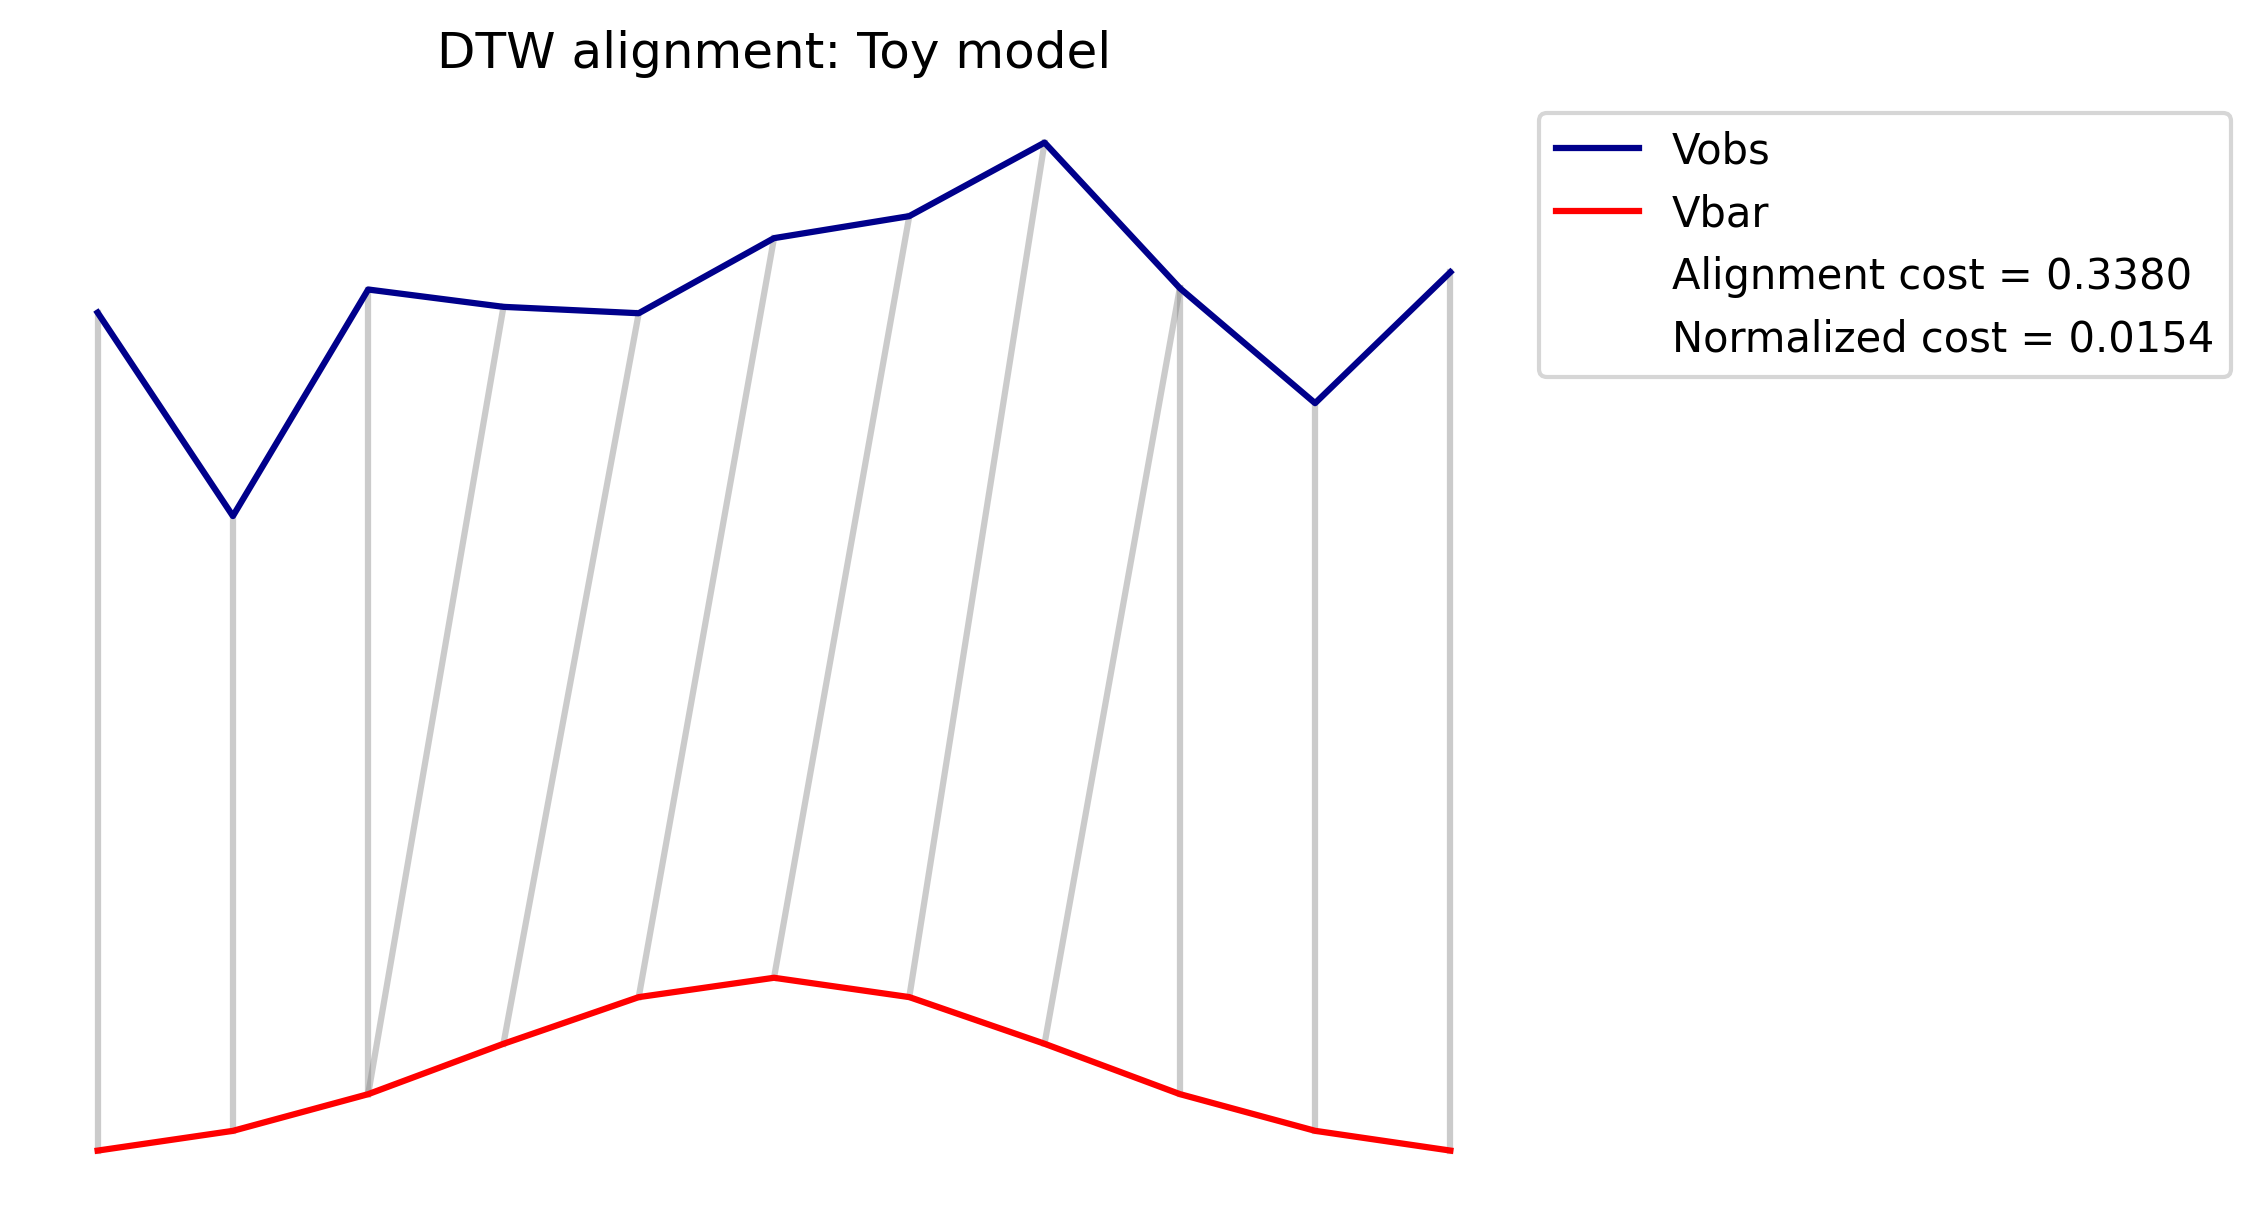 DTW alignment: Toy model
Vobs
Vbar
Alignment cost = 0.3380
Normalized cost = 0.0154